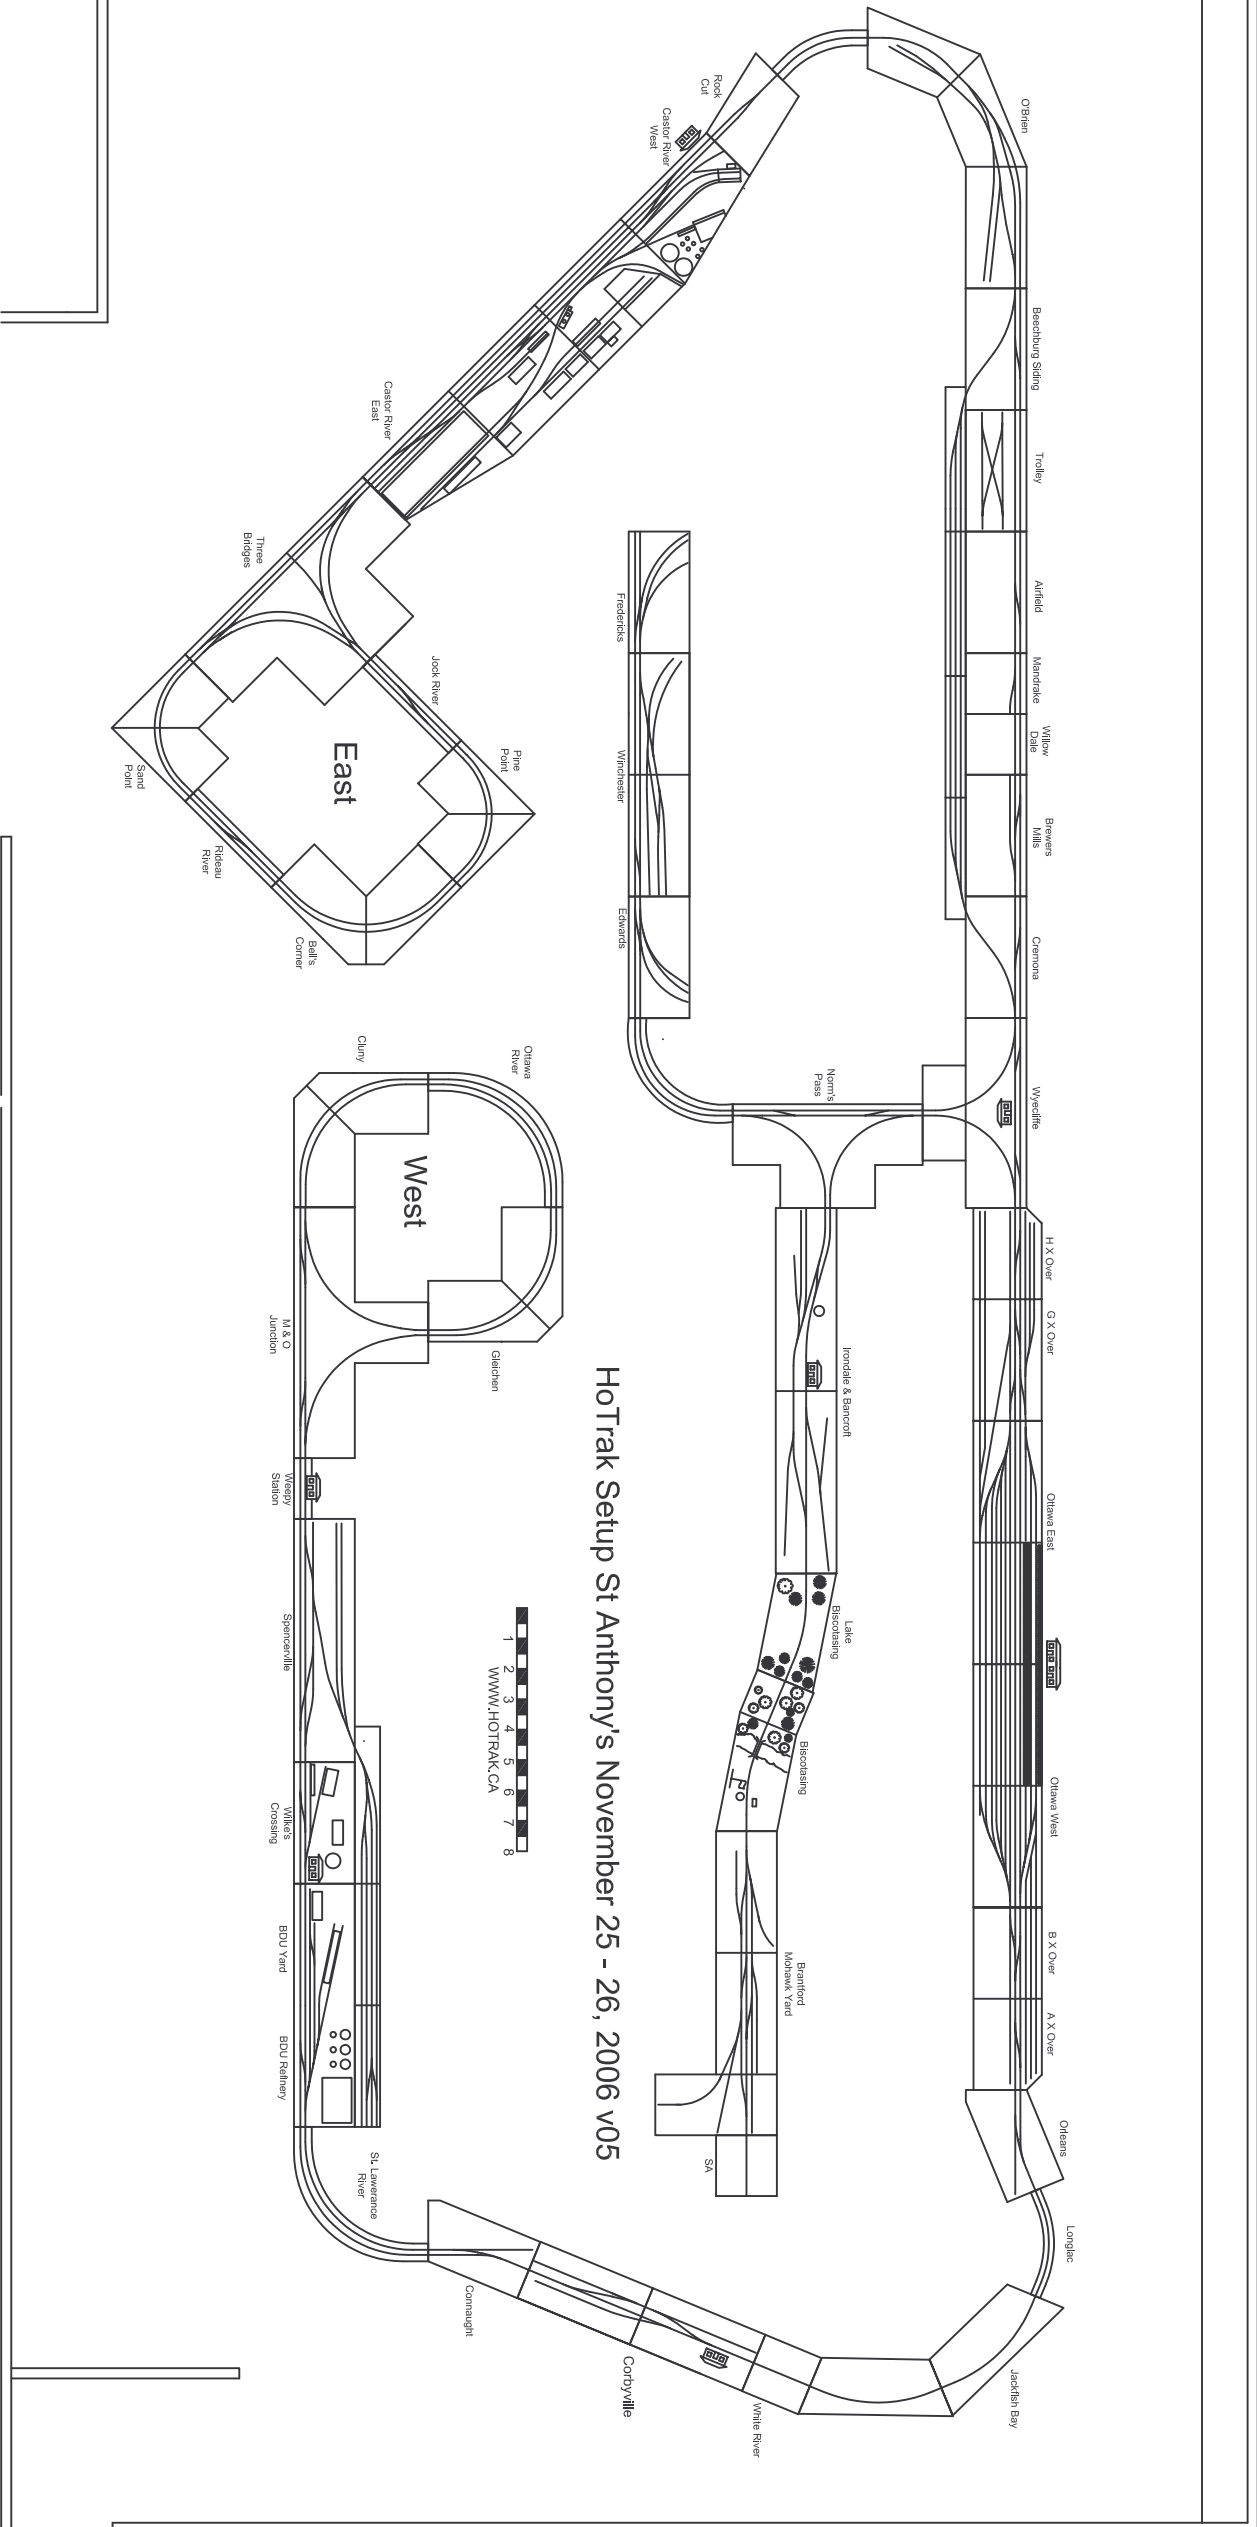 O'Brien
Rock
Cut
Castor River
West
Beechburg Siding
Castor River
East
Trolley
Three
Bridges
Airfield
Fredericks
Mandrake
Jock River
Willow
Dale
Pine
Point
East
Sand
Point
Winchester
Brewers
Mills
Rideau
River
Edwards
Bell's
Corner
Cremona
Cluny
Ottawa
River
Norm's
Pass
Wyecliffe
West
H X Over
G X Over
M & O
Junction
Gleichen
Irondale & Bancroft
HoTrak Setup St Anthony's November 25 - 26, 2006 v05
Weepy
Station
Ottawa East
Spencerville
Lake
Biscotasing
1 2 3 4 5 6 7 8
WWW.HOTRAK.CA
Biscotasing
Ottawa West
Wilke's
Crossing
BDU Yard
Brantford
Mohawk Yard
B X Over
A X Over
BDU Refinery
SA
Orleans
St. Lawerance
River
Longlac
Connaught
Corbyville
White River
Jackfish Bay